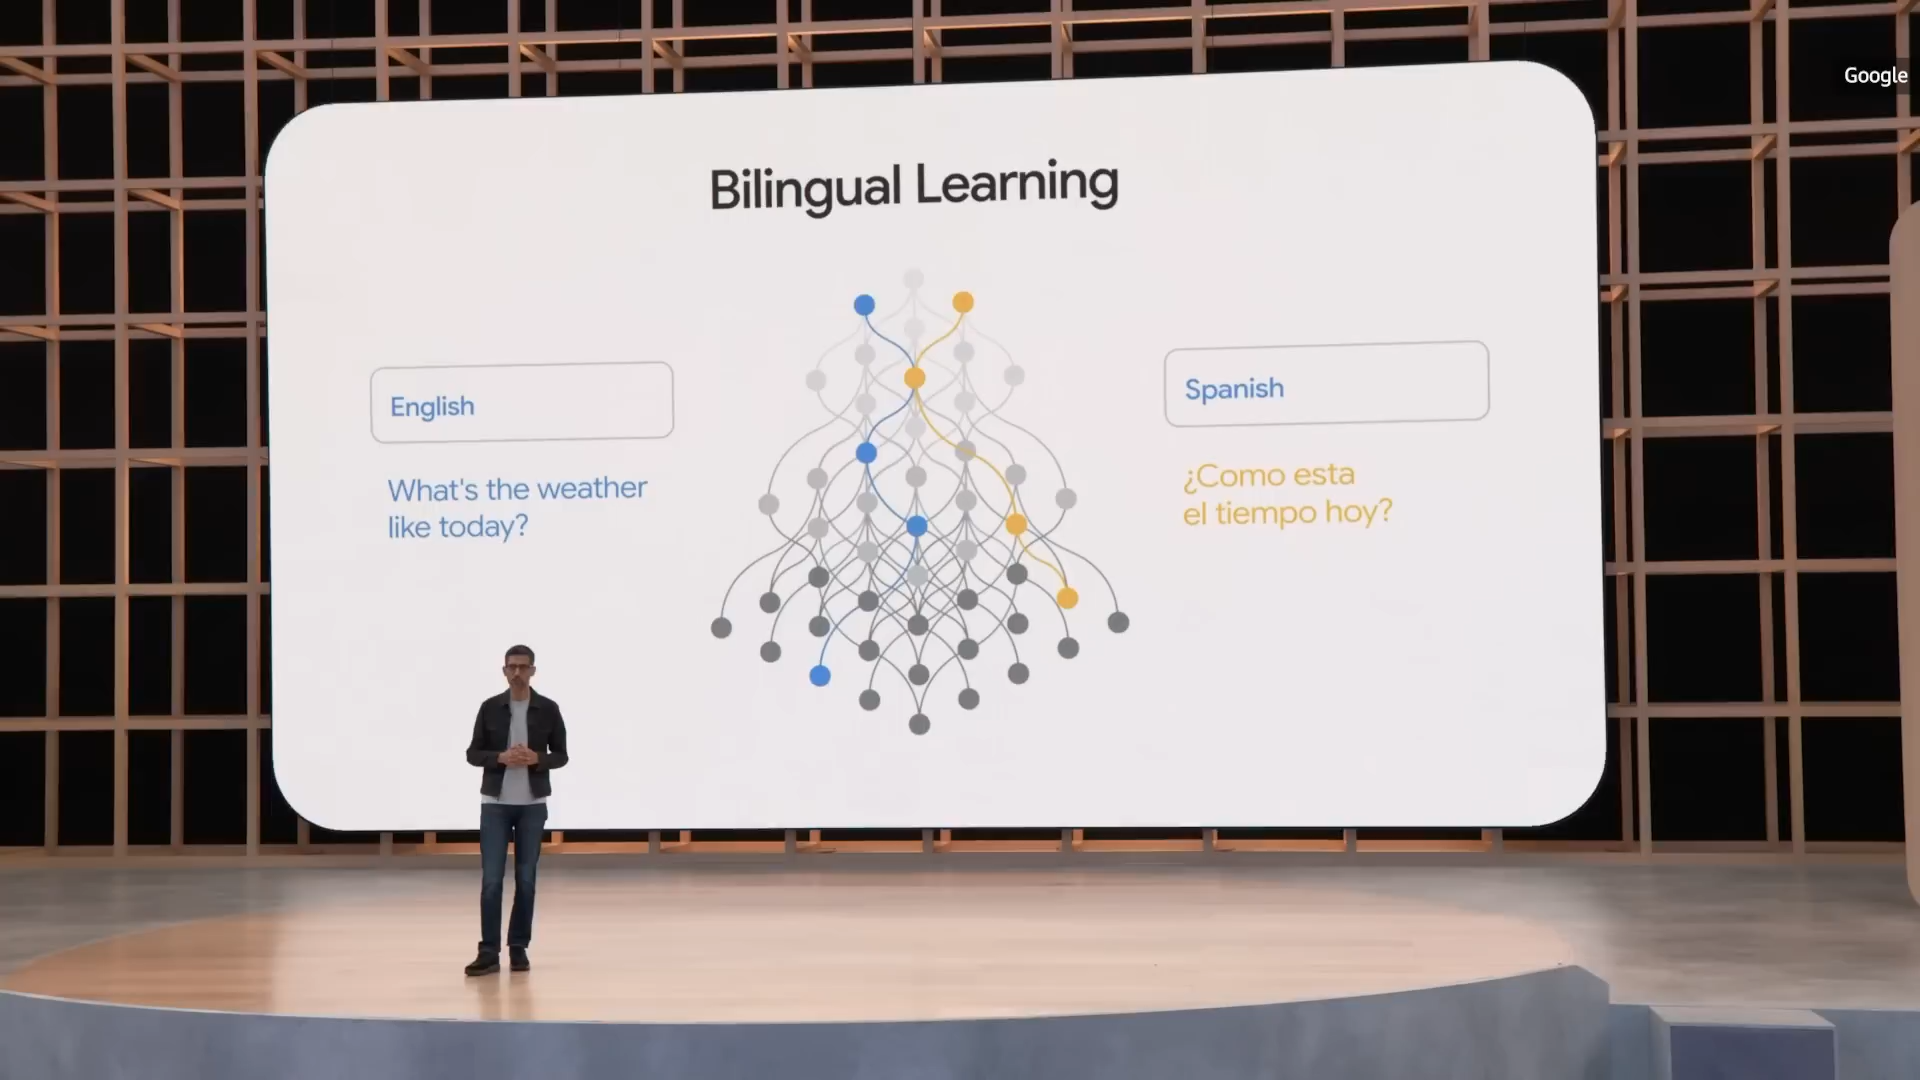 Google
Bilingual Learning
English
What's the weather
like today?
Spanish
¿Como esta
el tiempo hoy?